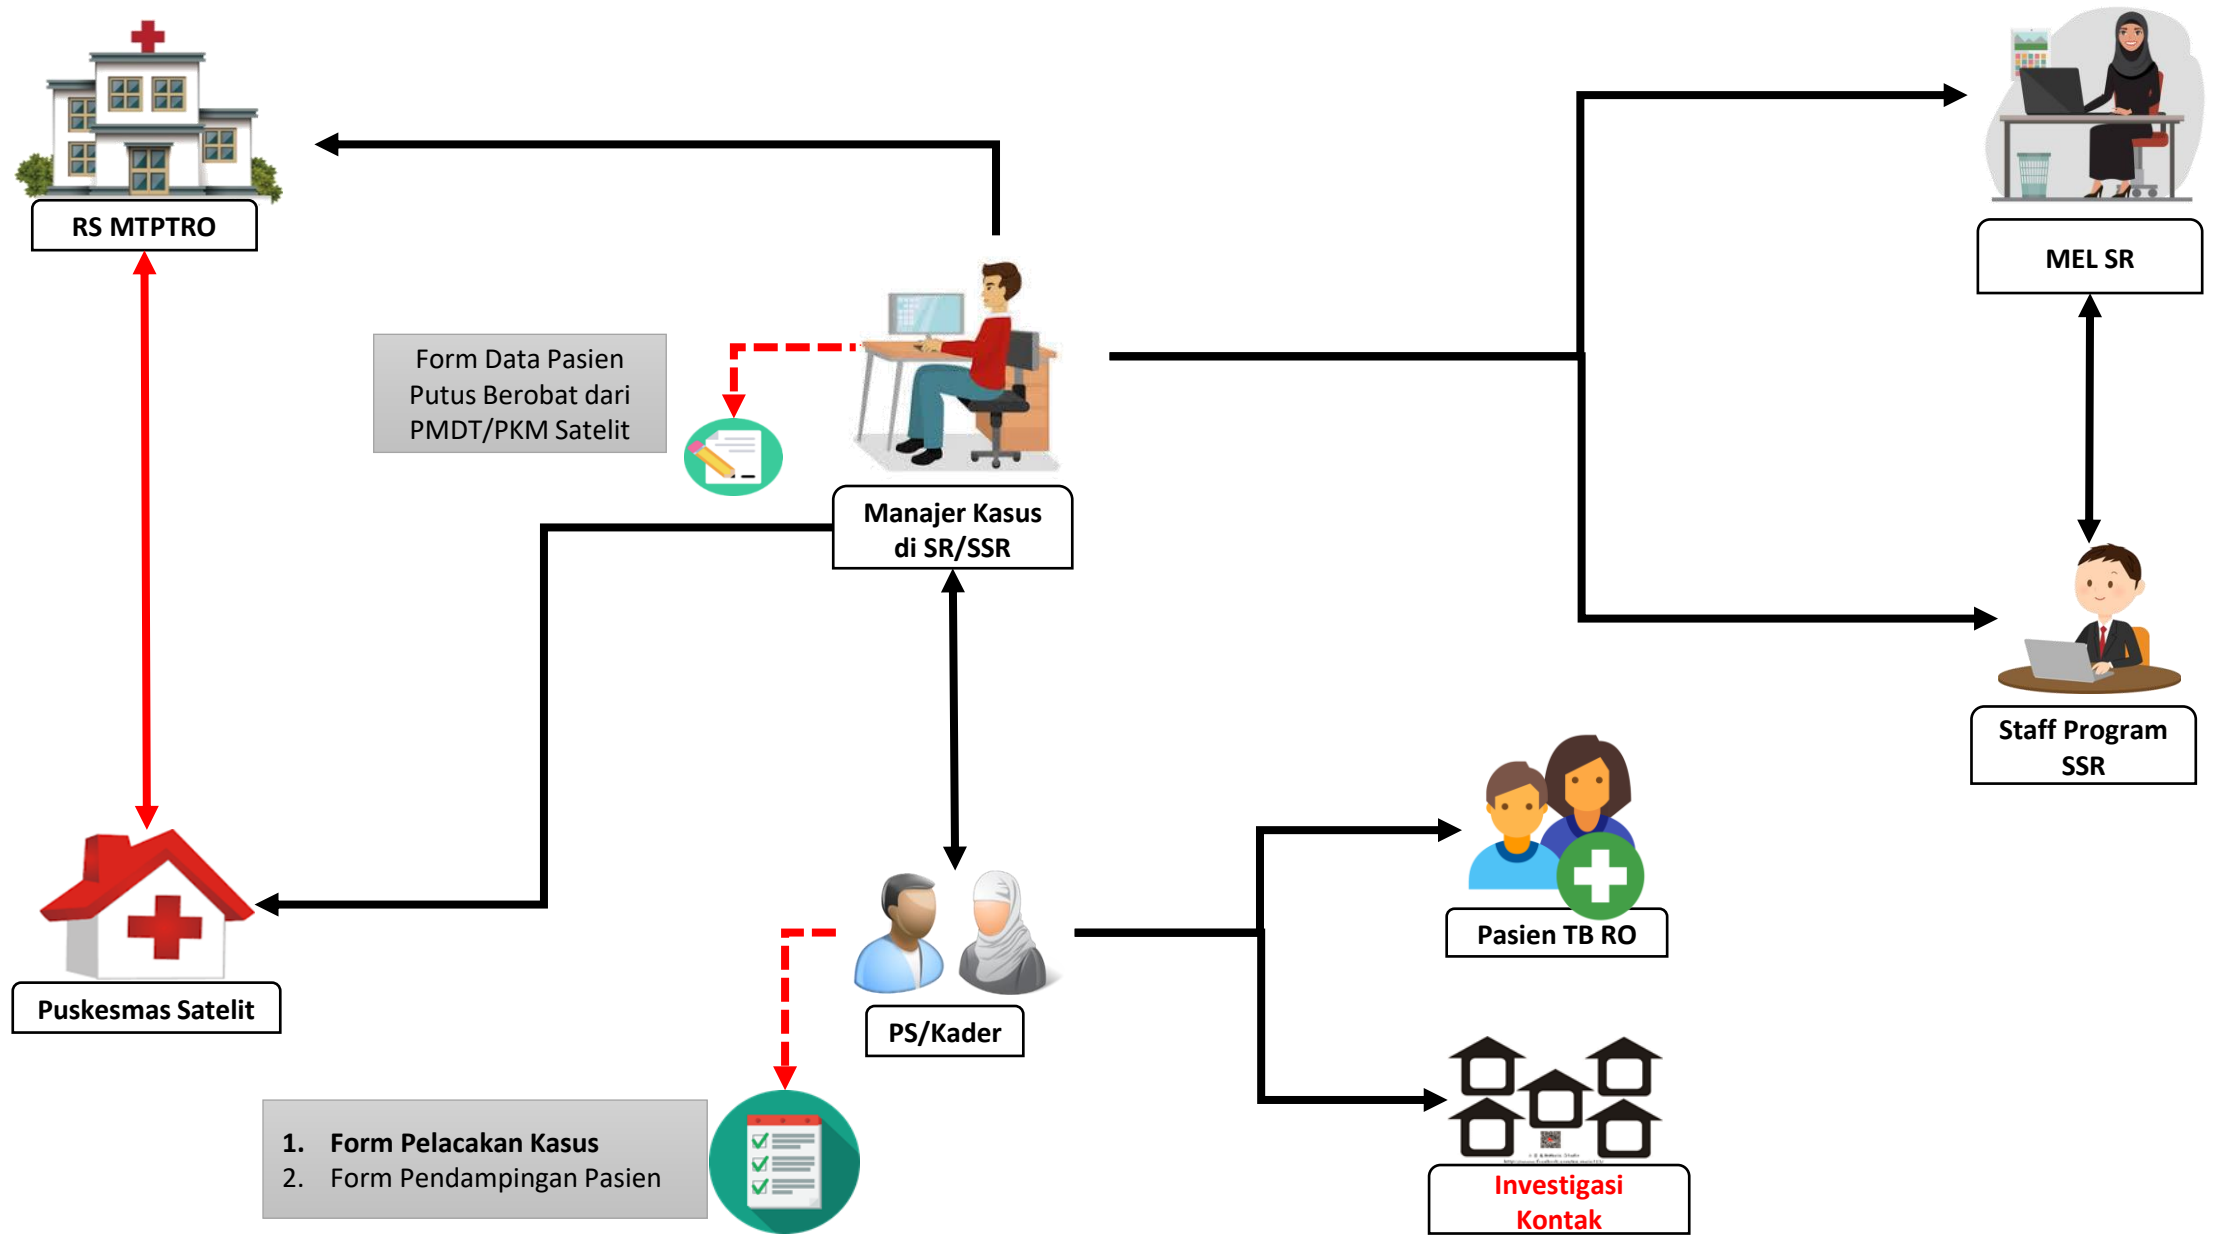 RS MTPTRO
MEL SR
Form Data Pasien
Putus Berobat dari
PMDT/PKM Satelit
Manajer Kasus
di SR/SSR
Staff Program
SSR
Pasien TB RO
Puskesmas Satelit
PS/Kader
1. Form Pelacakan Kasus
2. Form Pendampingan Pasien
Investigasi
Kontak